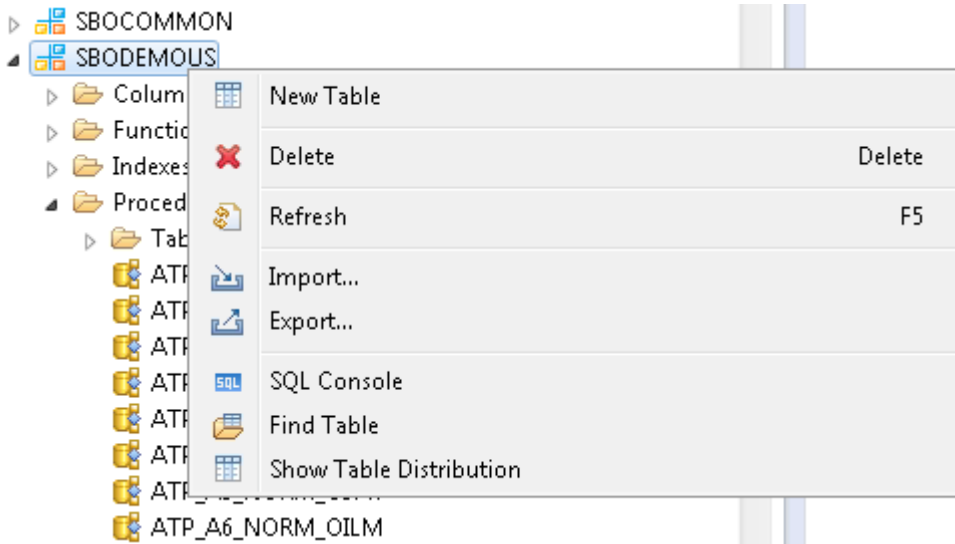 SBOCOMMON
SBODEMOUS
Colum
New Table
Functio
Delete Delete
Indexes
Proced
Refresh F5
Tab
ATP
Import...
ATP
Export...
ATP
ATP
SQL SQL Console
ATP
Find Table
ATP
Show Table Distribution
ATP_A6_NORM_OILM